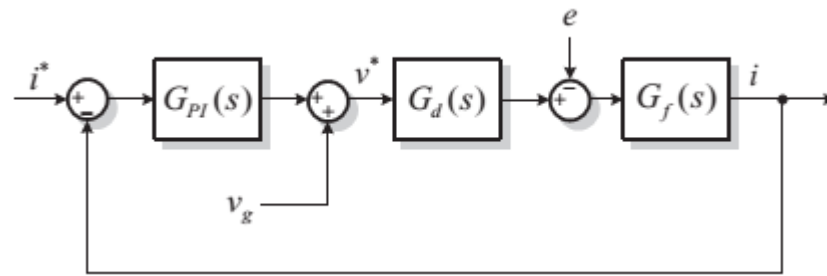 i* + − G_PI(s) + + v* G_d(s) + − G_f(s) i
e
v_g